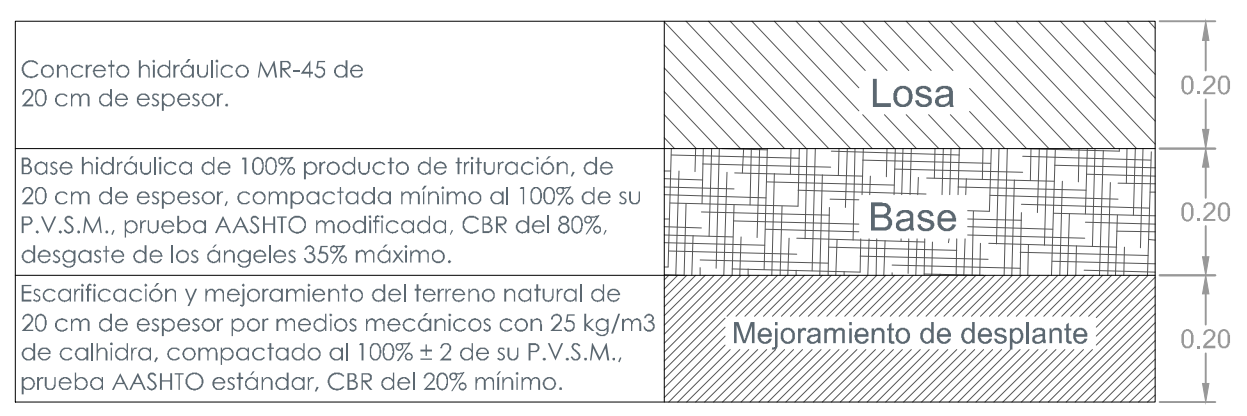 Concreto hidráulico MR-45 de
20 cm de espesor.
Losa
0.20
Base hidráulica de 100% producto de trituración, de
20 cm de espesor, compactada mínimo al 100% de su
P.V.S.M., prueba AASHTO modificada, CBR del 80%,
desgaste de los ángeles 35% máximo.
Base
0.20
Escarificación y mejoramiento del terreno natural de
20 cm de espesor por medios mecánicos con 25 kg/m3
de calhidra, compactado al 100% ± 2 de su P.V.S.M.,
prueba AASHTO estándar, CBR del 20% mínimo.
Mejoramiento de desplante
0.20